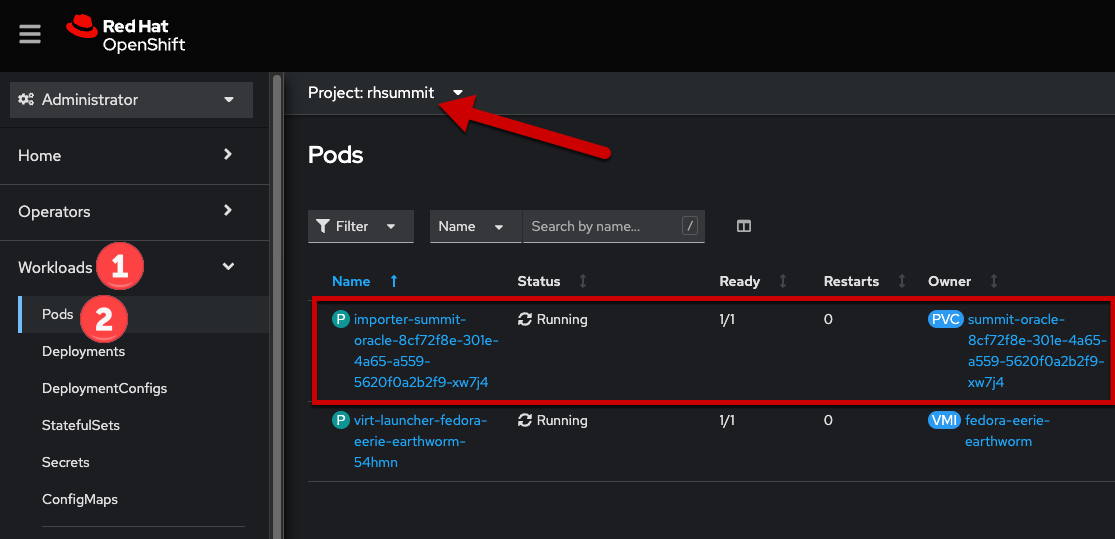 Red Hat
OpenShift
Administrator
Home
Operators
Workloads 1
Pods 2
Deployments
DeploymentConfigs
StatefulSets
Secrets
ConfigMaps
Project: rhsummit
Pods
Filter Name Search by name... /
Name Status Ready Restarts Owner
P importer-summit- Running 1/1 0 PVC summit-oracle-
oracle-8cf72f8e-301e- 8cf72f8e-301e-4a65-
4a65-a559- a559-5620f0a2b2f9-
5620f0a2b2f9-xw7j4 xw7j4
P virt-launcher-fedora- Running 1/1 0 VMI fedora-eerie-
eerie-earthworm- earthworm
54hmn